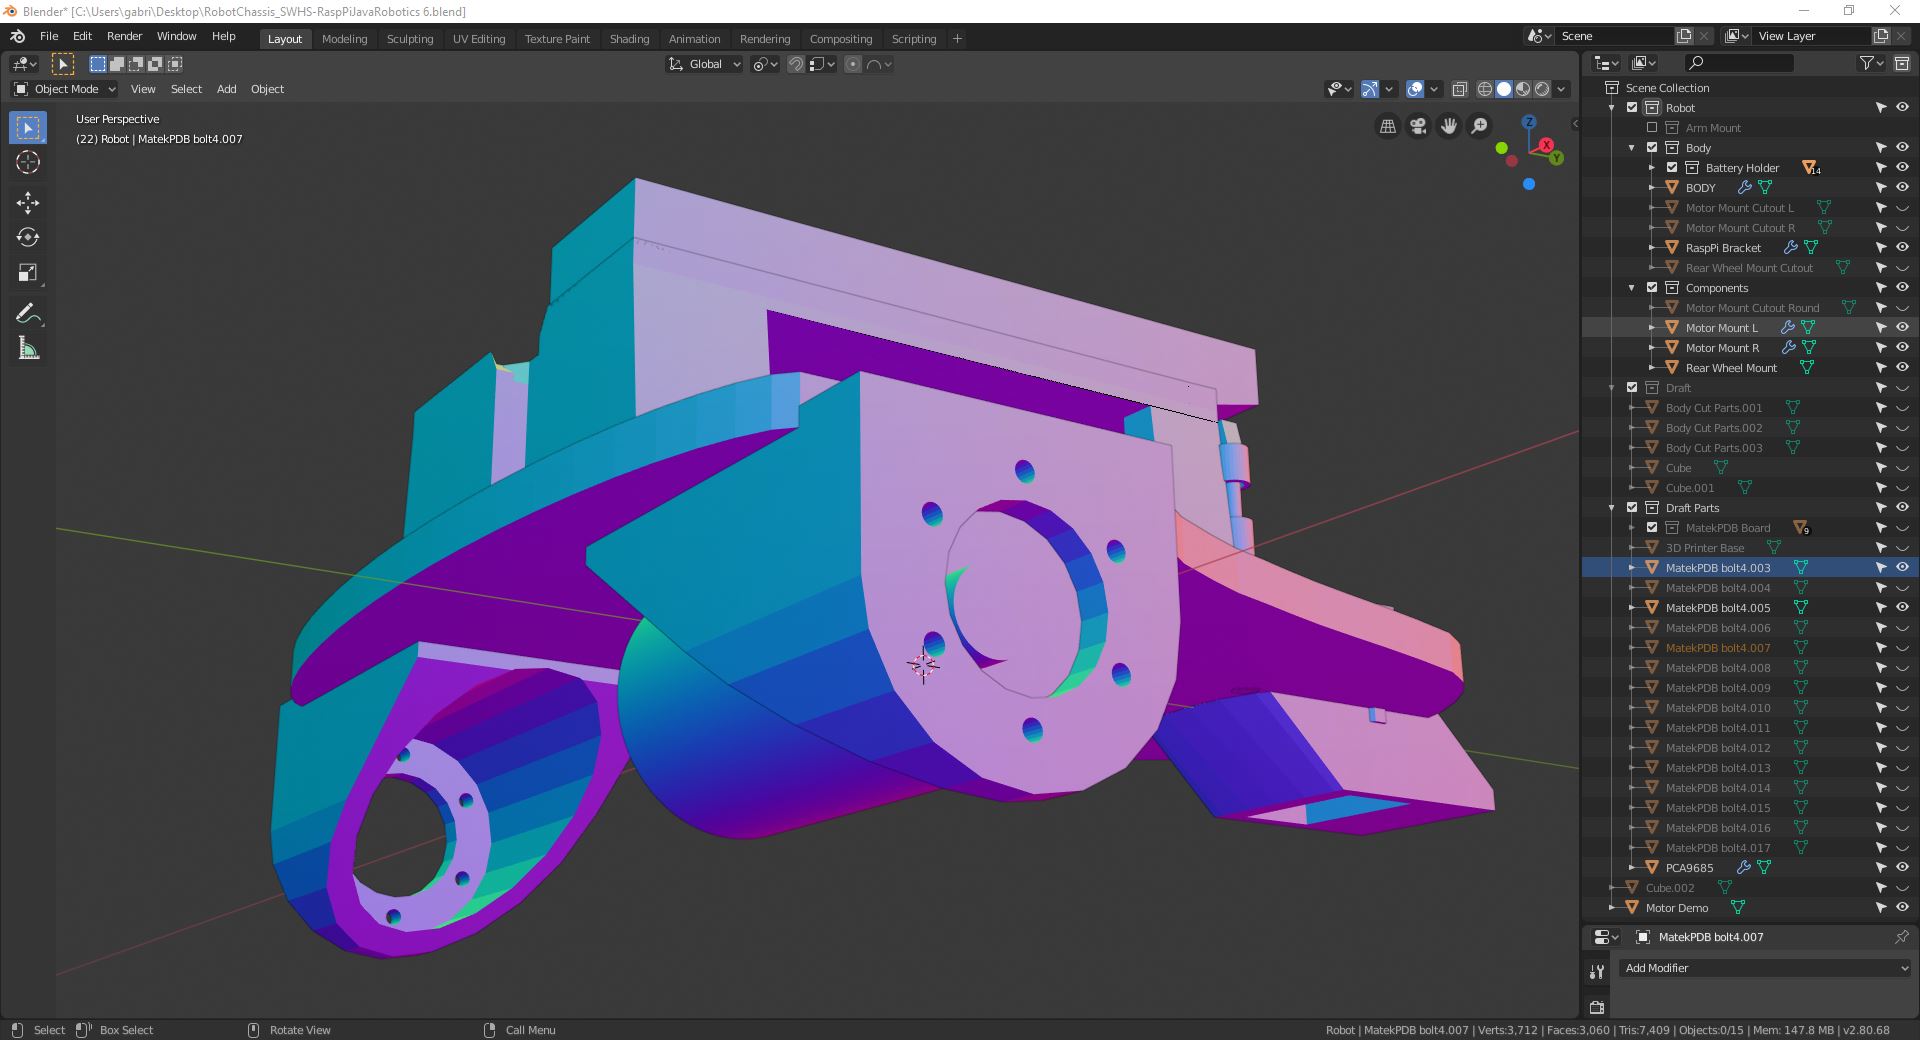 Blender* [C:\Users\gabri\Desktop\RobotChassis_SWHS-RaspPiJavaRobotics 6.blend]
File Edit Render Window Help Layout Modeling Sculpting UV Editing Texture Paint Shading Animation Rendering Compositing Scripting + Scene View Layer
Global
Object Mode View Select Add Object
User Perspective
(22) Robot | MatekPDB bolt4.007
Z
X
Y
Scene Collection
Robot
Arm Mount
Body
Battery Holder 14
BODY
Motor Mount Cutout L
Motor Mount Cutout R
RaspPi Bracket
Rear Wheel Mount Cutout
Components
Motor Mount Cutout Round
Motor Mount L
Motor Mount R
Rear Wheel Mount
Draft
Body Cut Parts.001
Body Cut Parts.002
Body Cut Parts.003
Cube
Cube.001
Draft Parts
MatekPDB Board 9
3D Printer Base
MatekPDB bolt4.003
MatekPDB bolt4.004
MatekPDB bolt4.005
MatekPDB bolt4.006
MatekPDB bolt4.007
MatekPDB bolt4.008
MatekPDB bolt4.009
MatekPDB bolt4.010
MatekPDB bolt4.011
MatekPDB bolt4.012
MatekPDB bolt4.013
MatekPDB bolt4.014
MatekPDB bolt4.015
MatekPDB bolt4.016
MatekPDB bolt4.017
PCA9685
Cube.002
Motor Demo
MatekPDB bolt4.007
Add Modifier
Select Box Select Rotate View Call Menu Robot | MatekPDB bolt4.007 | Verts:3,712 | Faces:3,060 | Tris:7,409 | Objects:0/15 | Mem: 147.8 MB | v2.80.68